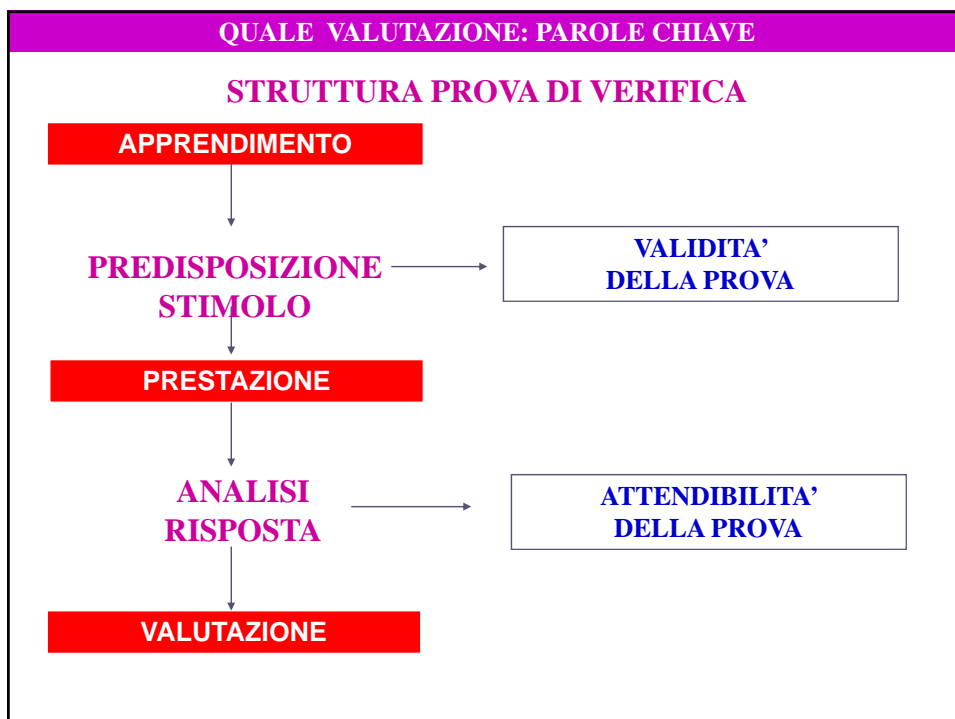 QUALE VALUTAZIONE: PAROLE CHIAVE
STRUTTURA PROVA DI VERIFICA
APPRENDIMENTO
PREDISPOSIZIONE
STIMOLO
VALIDITA’
DELLA PROVA
PRESTAZIONE
ANALISI
RISPOSTA
ATTENDIBILITA’
DELLA PROVA
VALUTAZIONE